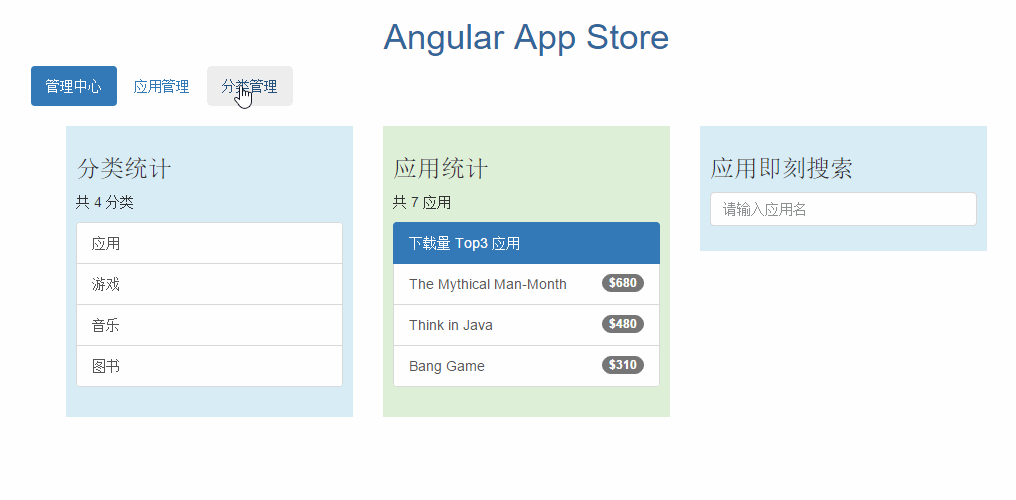 Angular App Store
管理中心 应用管理 分类管理
分类统计
共 4 分类
应用
游戏
音乐
图书
应用统计
共 7 应用
下载量 Top3 应用
The Mythical Man-Month $680
Think in Java $480
Bang Game $310
应用即刻搜索
请输入应用名